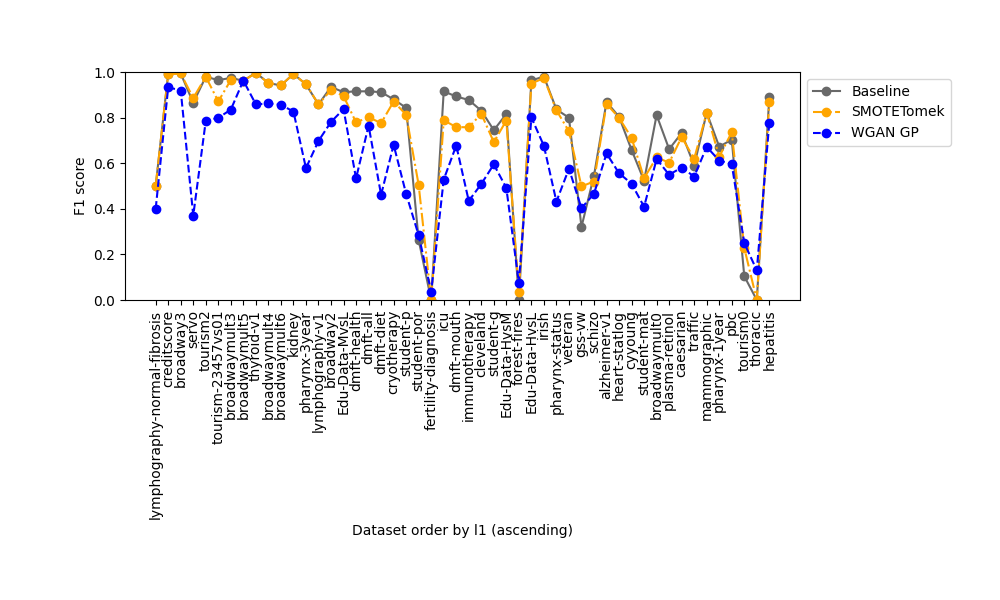 Baseline
SMOTETomek
WGAN GP
F1 score
1.0
0.8
0.6
0.4
0.2
0.0
lymphography-normal-fibrosis
creditscore
broadway3
servo
tourism2
tourism-23457vs01
broadwaymult3
broadwaymult5
thyroid-v1
broadwaymult4
broadwaymult6
kidney
pharynx-3year
lymphography-v1
broadway2
Edu-Data-MvsL
dmft-health
dmft-all
dmft-diet
cryotherapy
student-p
student-por
fertility-diagnosis
icu
dmft-mouth
immunotherapy
cleveland
student-g
Edu-Data-HvsM
forest-fires
Edu-Data-HvsL
irish
pharynx-status
veteran
gss-vw
schizo
alzheimer-v1
heart-statlog
cyyoung
student-mat
broadwaymult0
plasma-retinol
caesarian
traffic
mammographic
pharynx-1year
pbc
tourism0
thoracic
hepatitis
Dataset order by l1 (ascending)